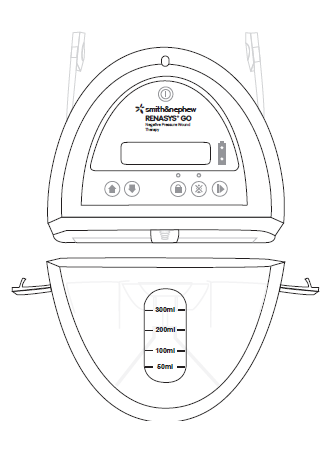 smith&nephew
RENASYS® GO
Negative Pressure Wound
Therapy
300ml
200ml
100ml
50ml